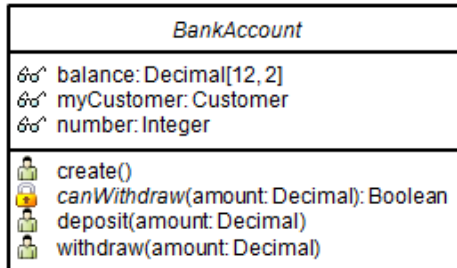 BankAccount
balance: Decimal[12, 2]
myCustomer: Customer
number: Integer
create()
canWithdraw(amount: Decimal): Boolean
deposit(amount: Decimal)
withdraw(amount: Decimal)